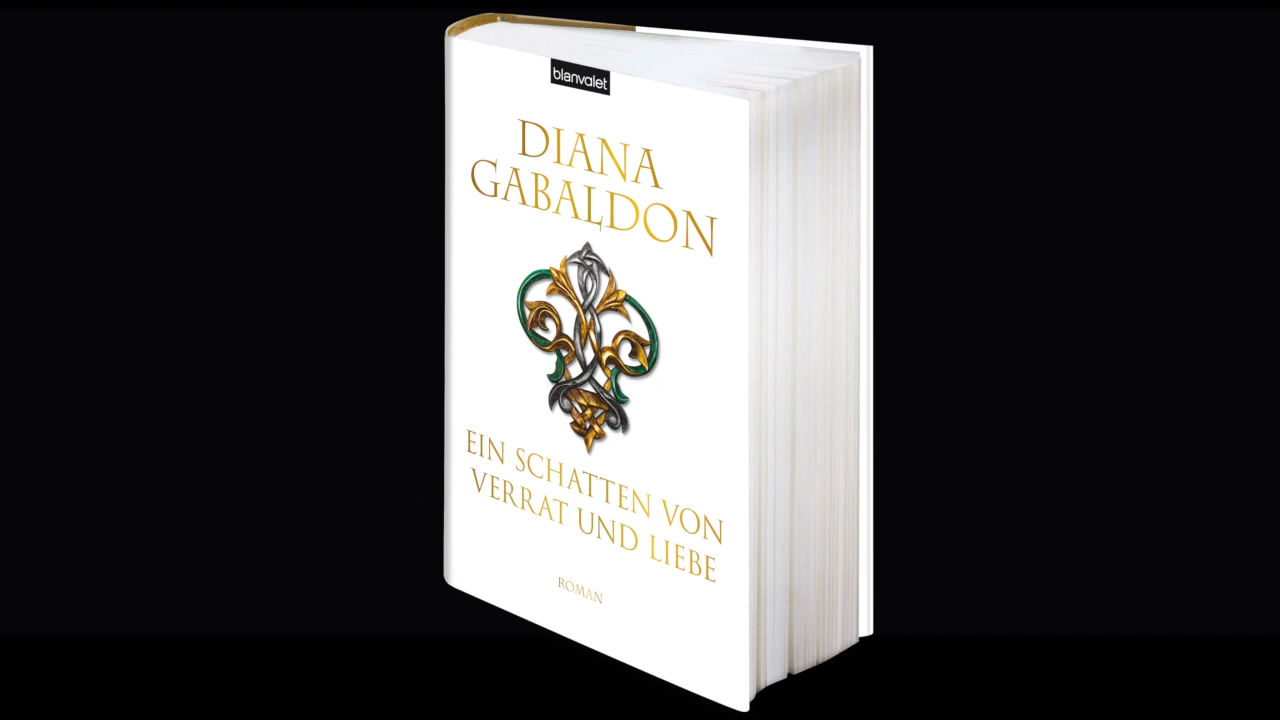 blanvalet
DIANA
GABALDON
EIN SCHATTEN VON
VERRAT UND LIEBE
ROMAN